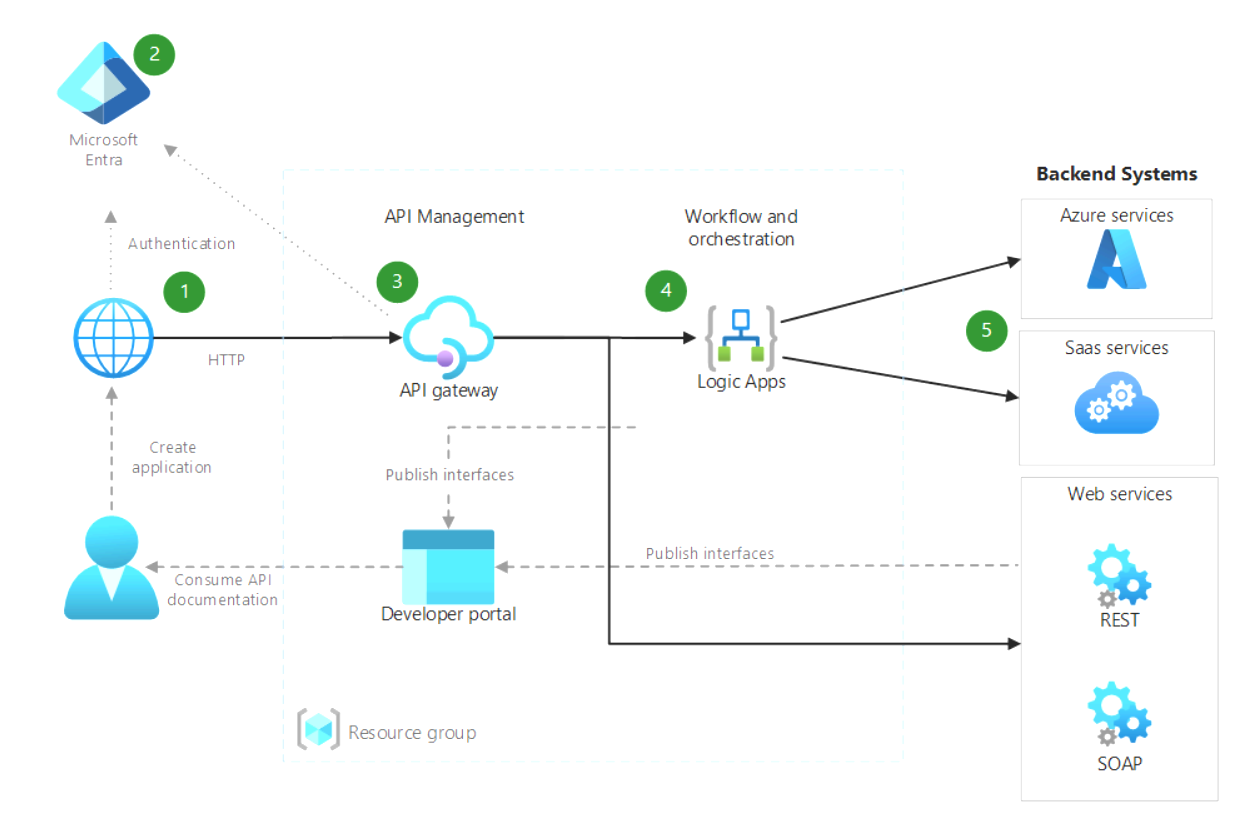 2
Microsoft
Entra
Backend Systems
API Management
Workflow and
orchestration
Azure services
Authentication
1
3
4
HTTP
API gateway
Logic Apps
5
Saas services
Create
application
Publish interfaces
Web services
Publish interfaces
Consume API
documentation
Developer portal
REST
Resource group
SOAP